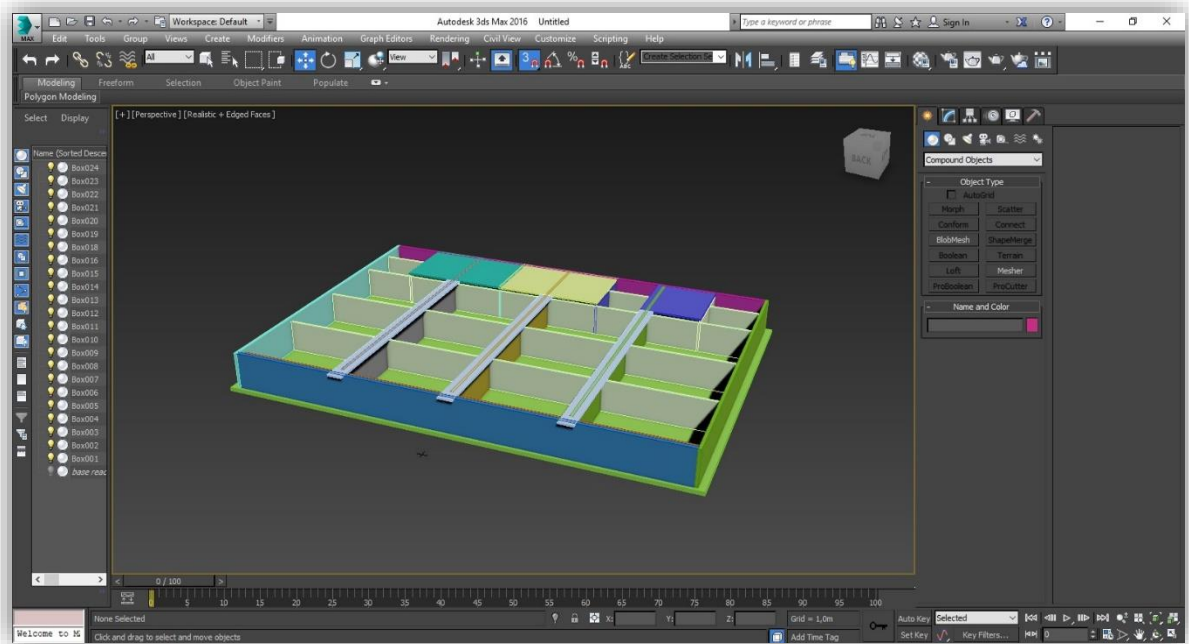 Workspace: Default
Autodesk 3ds Max 2016 Untitled
Type a keyword or phrase
Sign In
MAX
Edit Tools Group Views Create Modifiers Animation Graph Editors Rendering Civil View Customize Scripting Help
All
View
3
Create Selection Se
Modeling Freeform Selection Object Paint Populate
Polygon Modeling
Select Display
[+] [Perspective] [Realistic + Edged Faces]
BACK
Name (Sorted Descen
Box024
Box023
Box022
Box021
Box020
Box019
Box018
Box016
Box015
Box014
Box013
Box012
Box011
Box010
Box009
Box008
Box007
Box006
Box005
Box004
Box003
Box002
Box001
base reac
Compound Objects
- Object Type
AutoGrid
Morph Scatter
Conform Connect
BlobMesh ShapeMerge
Boolean Terrain
Loft Mesher
ProBoolean ProCutter
- Name and Color
< 0 / 100 >
0 5 10 15 20 25 30 35 40 45 50 55 60 65 70 75 80 85 90 95 100
None Selected
X: Y: Z:
Grid = 1,0m
Auto Key Selected
Welcome to M
Click and drag to select and move objects
Add Time Tag
Set Key Key Filters...
0